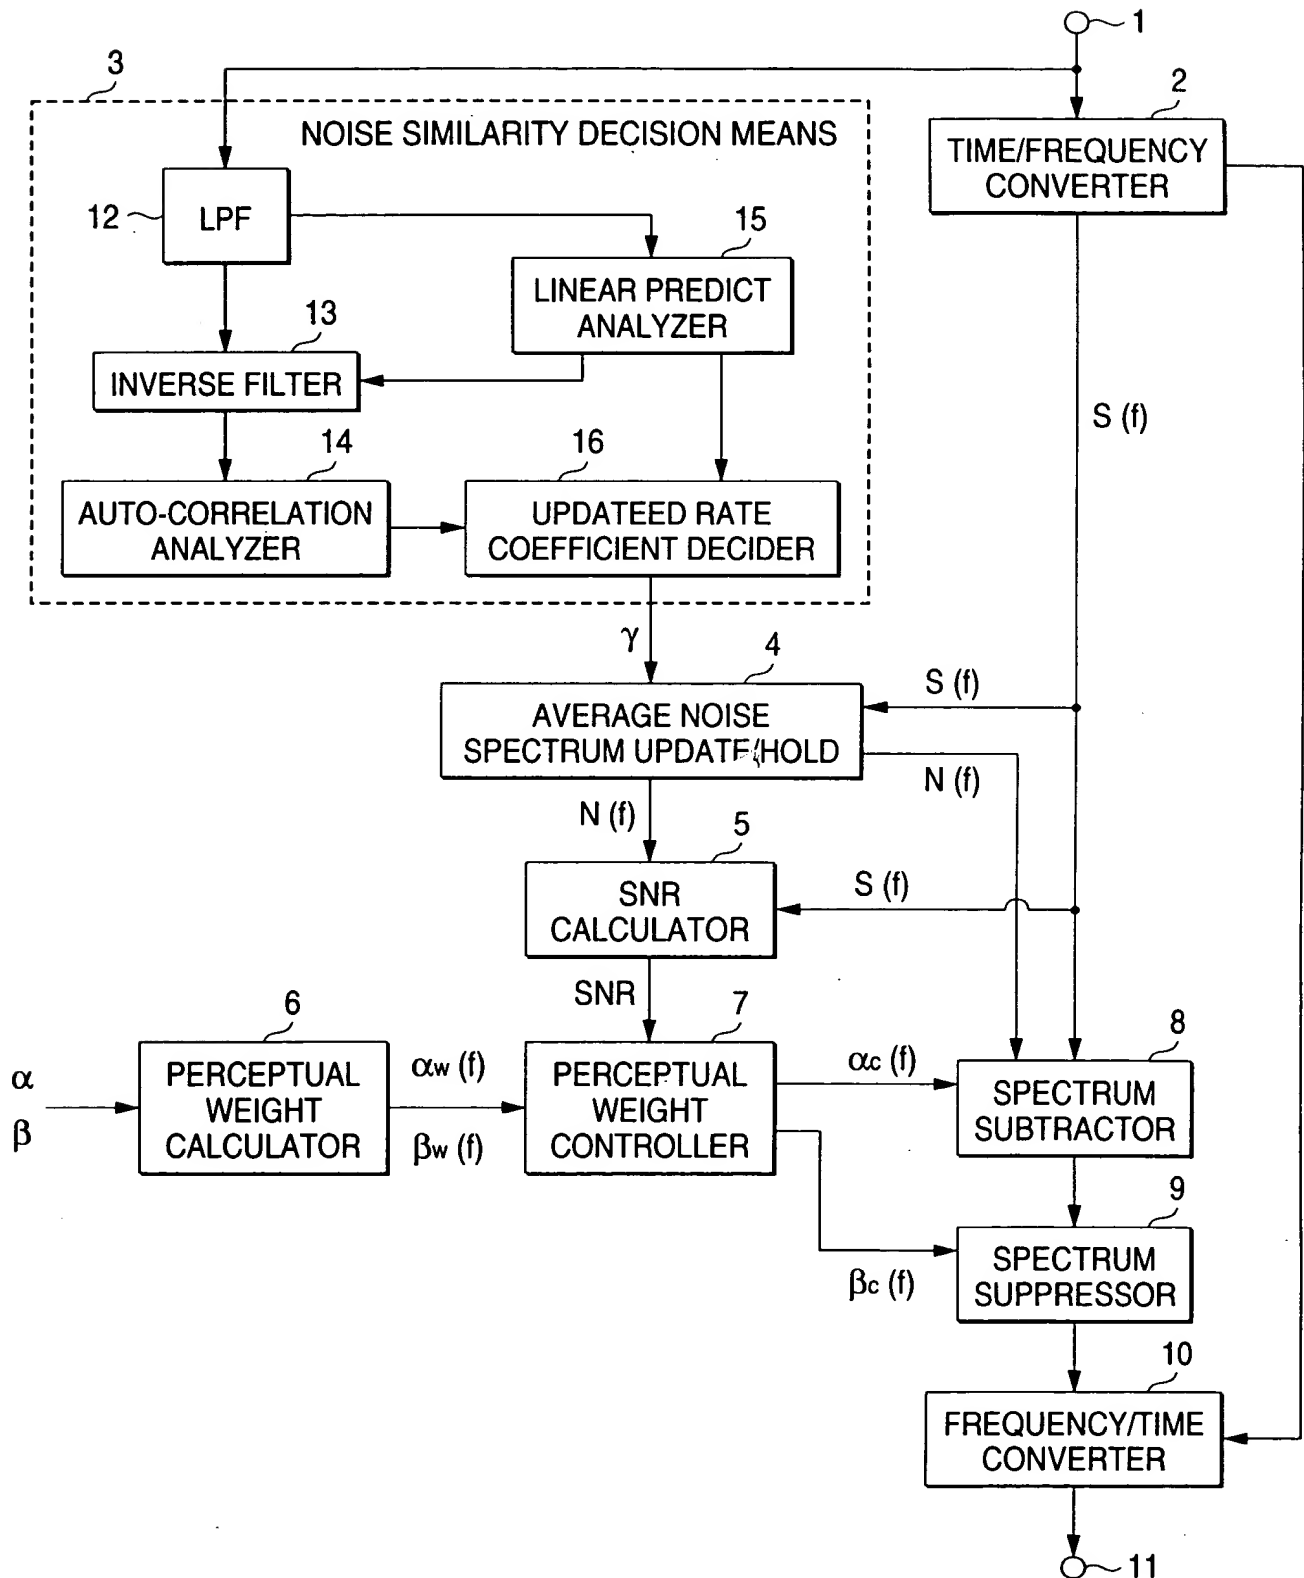 1
3
2
NOISE SIMILARITY DECISION MEANS
TIME/FREQUENCY
CONVERTER
12
LPF
15
LINEAR PREDICT
ANALYZER
13
INVERSE FILTER
S (f)
14
16
AUTO-CORRELATION
ANALYZER
UPDATEED RATE
COEFFICIENT DECIDER
γ
4
S (f)
AVERAGE NOISE
SPECTRUM UPDATE/HOLD
N (f)
N (f)
5
S (f)
SNR
CALCULATOR
SNR
6
7
8
α
β
PERCEPTUAL
WEIGHT
CALCULATOR
αw (f)
βw (f)
PERCEPTUAL
WEIGHT
CONTROLLER
αc (f)
SPECTRUM
SUBTRACTOR
9
βc (f)
SPECTRUM
SUPPRESSOR
10
FREQUENCY/TIME
CONVERTER
11